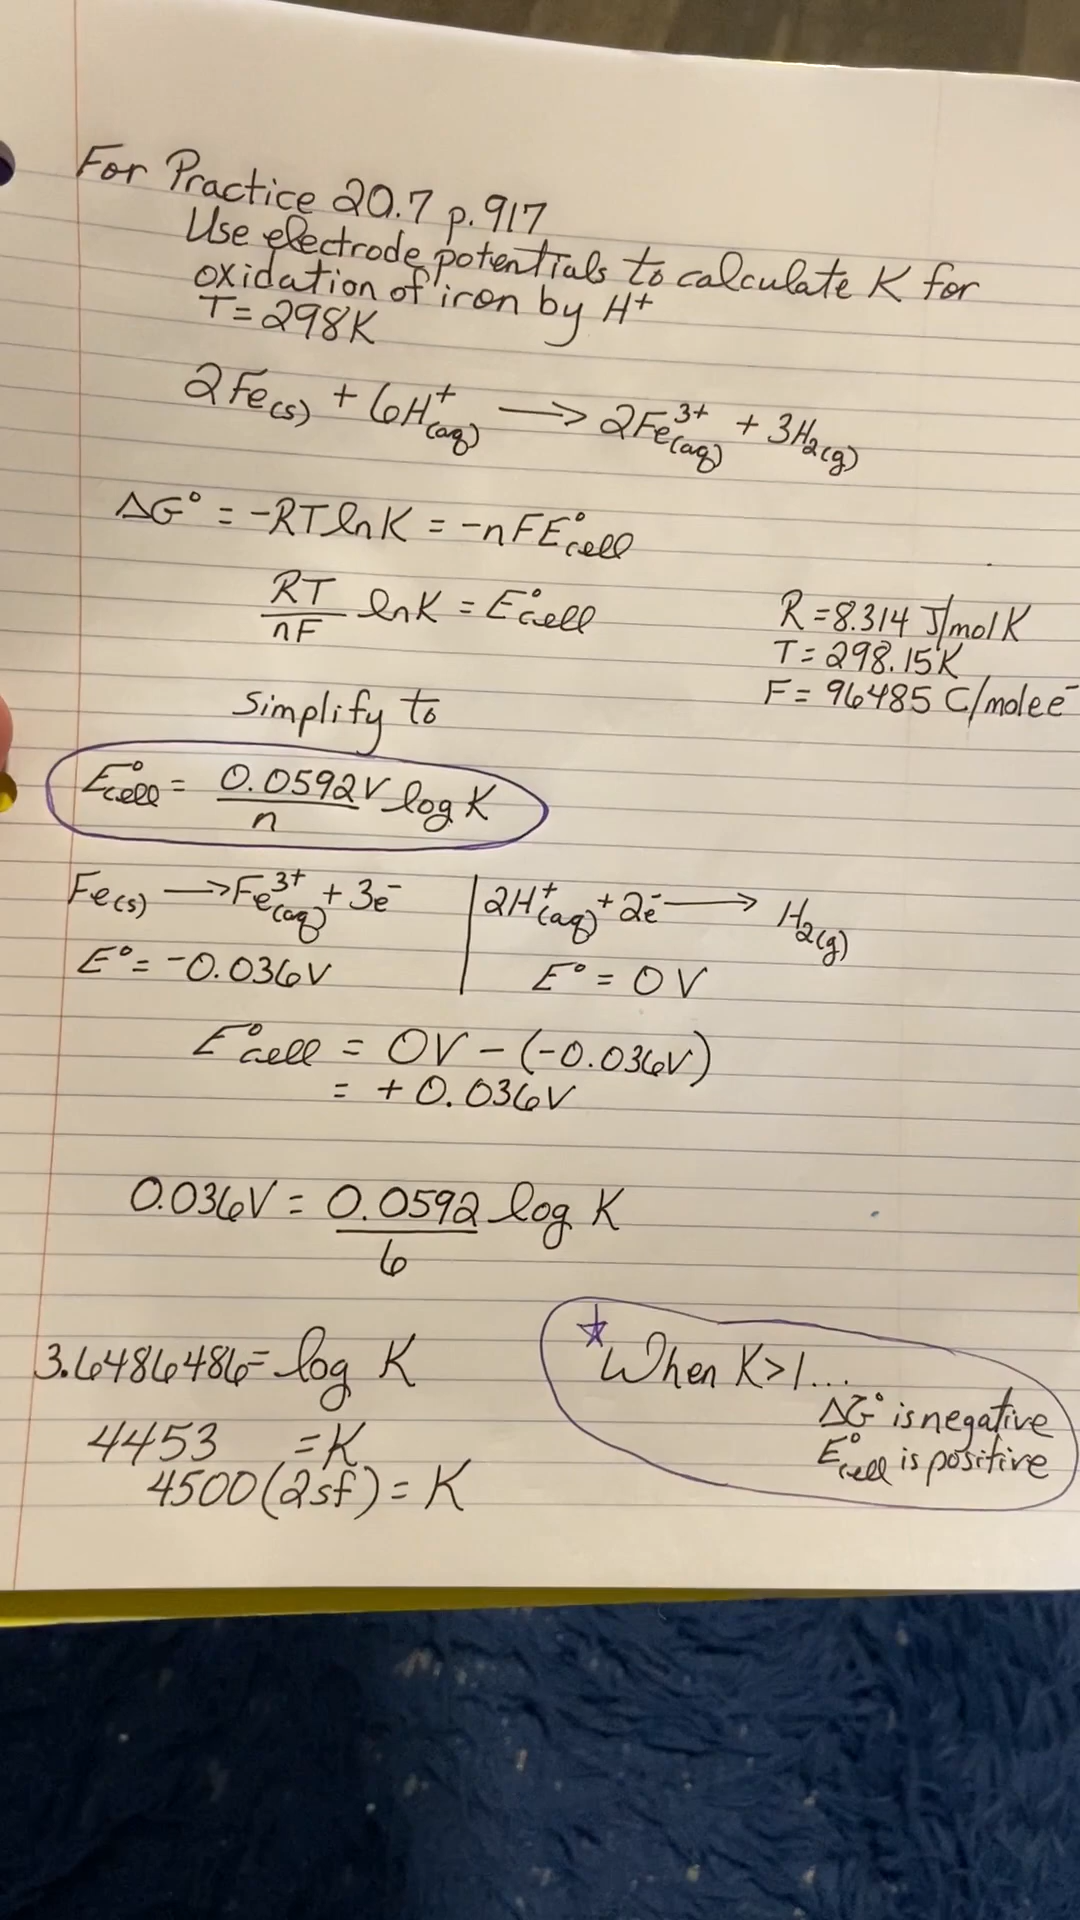 For Practice 20.7 p.917
Use electrode potentials to calculate K for
oxidation of iron by H⁺
T=298K
2Fe(s) + 6H⁺(aq) ⟶ 2Fe³⁺(aq) + 3H₂(g)
ΔG° = -RTlnK = -nFE°cell
RT/nF lnK = E°cell
R=8.314 J/molK
T=298.15K
F=96485 C/mole e⁻
Simplify to
E°cell = 0.0592V/n log K
Fe(s) ⟶ Fe³⁺(aq) + 3e⁻
E°= -0.036V
2H⁺(aq) + 2e⁻ ⟶ H₂(g)
E° = 0V
E°cell = 0V - (-0.036V)
= +0.036V
0.036V = 0.0592/6 log K
3.6486486= log K
4453 =K
4500(2sf)=K
★ When K>1...
ΔG° is negative
E°cell is positive